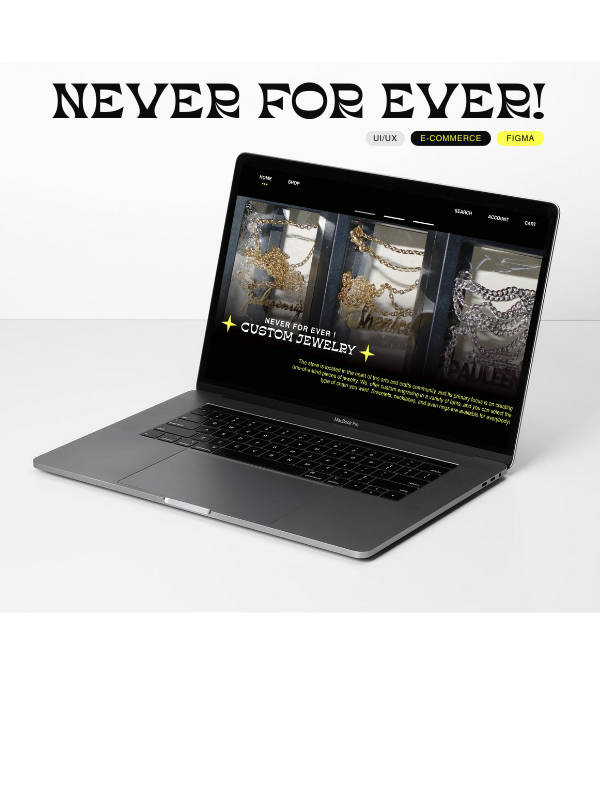 NEVER FOR EVER!
UI/UX E-COMMERCE FIGMA
HOME SHOP SEARCH ACCOUNT CART
PAULEEN
NEVER FOR EVER !
CUSTOM JEWELRY
The store is located in the heart of the arts and crafts community, and its primary focus is on creating
one-of-a-kind pieces of jewelry. We offer custom engraving in a variety of fonts, and you can select the
type of chain you want. Bracelets, necklaces, and even rings are available for everybody!
MacBook Pro